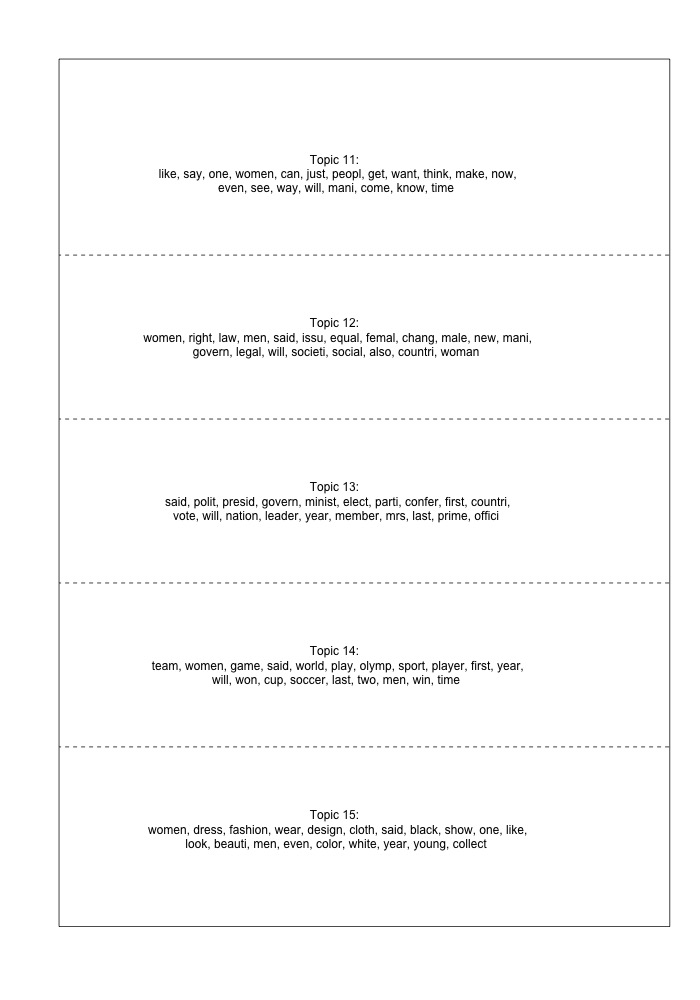 Topic 11:
like, say, one, women, can, just, peopl, get, want, think, make, now,
even, see, way, will, mani, come, know, time
Topic 12:
women, right, law, men, said, issu, equal, femal, chang, male, new, mani,
govern, legal, will, societi, social, also, countri, woman
Topic 13:
said, polit, presid, govern, minist, elect, parti, confer, first, countri,
vote, will, nation, leader, year, member, mrs, last, prime, offici
Topic 14:
team, women, game, said, world, play, olymp, sport, player, first, year,
will, won, cup, soccer, last, two, men, win, time
Topic 15:
women, dress, fashion, wear, design, cloth, said, black, show, one, like,
look, beauti, men, even, color, white, year, young, collect